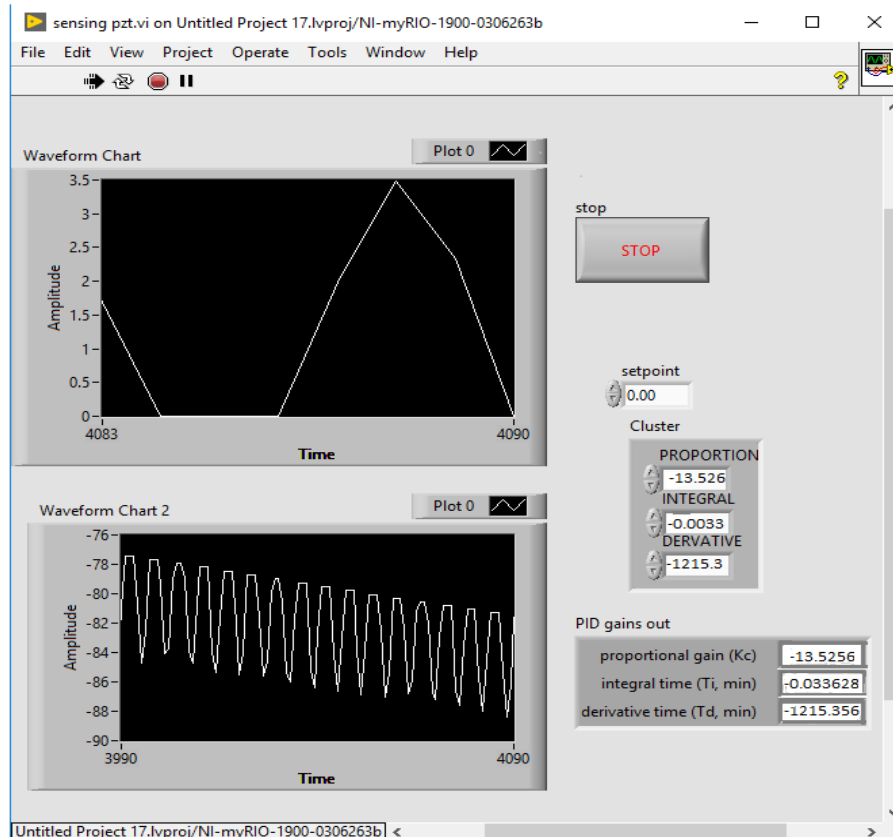 sensing pzt.vi on Untitled Project 17.lvproj/NI-myRIO-1900-0306263b
File Edit View Project Operate Tools Window Help
Waveform Chart
Plot 0
3.5
3
2.5
2
1.5
1
0.5
0
Amplitude
4083
4090
Time
stop
STOP
setpoint
0.00
Cluster
PROPORTION
-13.526
INTEGRAL
-0.0033
DERVATIVE
-1215.3
Waveform Chart 2
Plot 0
-76
-78
-80
-82
-84
-86
-88
-90
Amplitude
3990
4090
Time
PID gains out
proportional gain (Kc) -13.5256
integral time (Ti, min) -0.033628
derivative time (Td, min) -1215.356
Untitled Project 17.lvproj/NI-myRIO-1900-0306263b